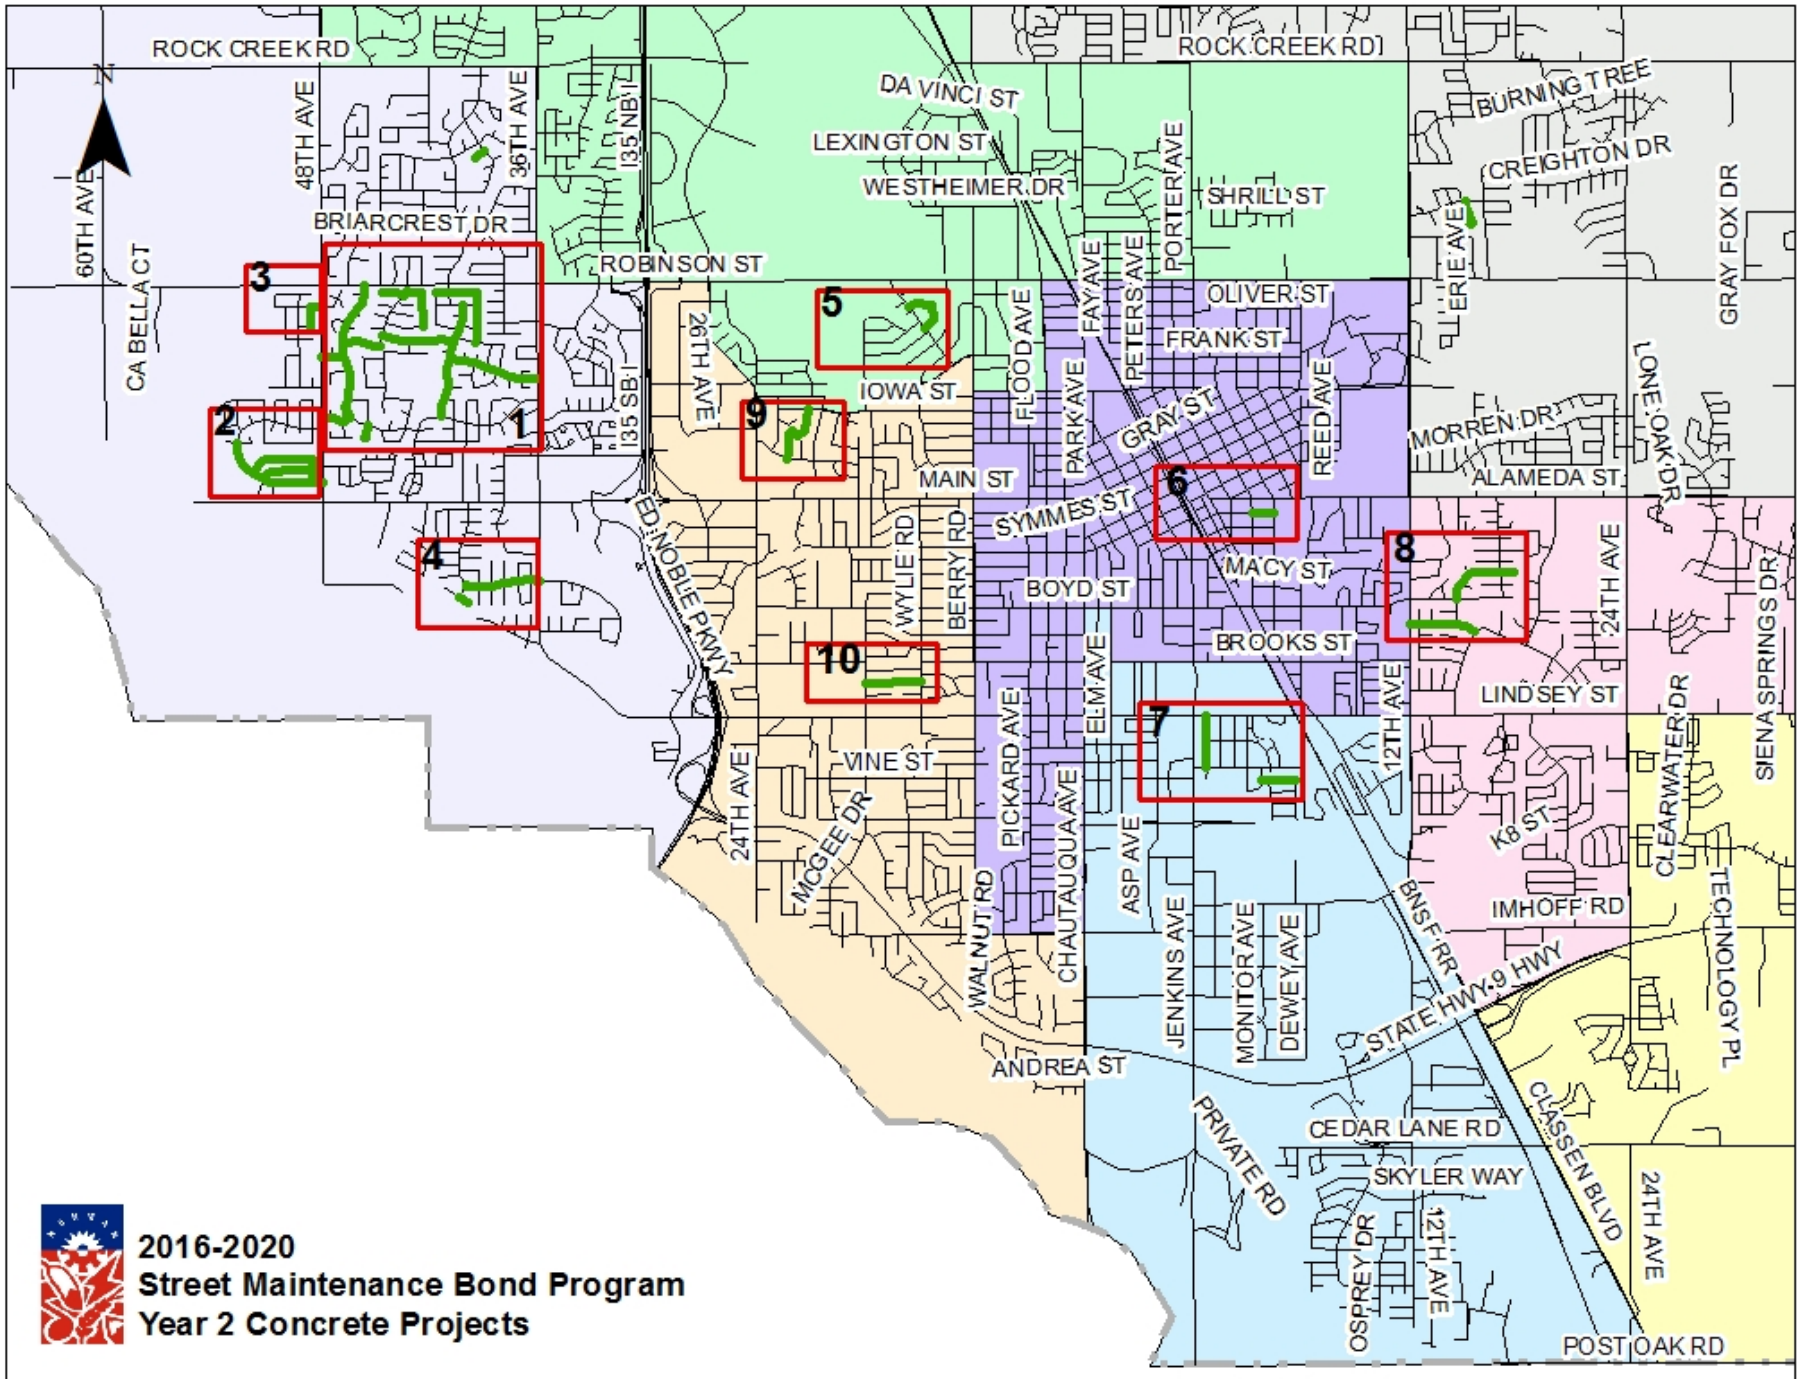 ROCK CREEK RD
ROCK CREEK RD
N
48TH AVE
36TH AVE
I35 NB I
DA VINCI ST
BURNING TREE
LEXINGTON ST
CREIGHTON DR
PORTER AVE
60TH AVE
WESTHEIMER DR
SHRILL ST
BRIARCREST DR
ERIE AVE
GRAY FOX DR
ROBINSON ST
CA BELLA CT
3
5
FLOOD AVE
FAY AVE
PETERS AVE
OLIVER ST
FRANK ST
26TH AVE
I35 SB I
IOWA ST
PARK AVE
GRAY ST
REED AVE
LONE OAK DR
MORREN DR
2
1
9
MAIN ST
ALAMEDA ST
6
SYMMES ST
ED NOBLE PKWY
WYLIE RD
BERRY RD
4
8
MACY ST
BOYD ST
24TH AVE
SIENA SPRINGS DR
10
ELM AVE
BROOKS ST
12TH AVE
LINDSEY ST
7
PICKARD AVE
CLEARWATER DR
24TH AVE
VINE ST
MCGEE DR
CHAUTAUQUA AVE
ASP AVE
K8 ST
WALNUT RD
JENKINS AVE
MONITOR AVE
DEWEY AVE
BNSF RR
IMHOFF RD
TECHNOLOGY PL
STATE HWY 9 HWY
ANDREA ST
PRIVATE RD
CEDAR LANE RD
CLASSEN BLVD
SKYLER WAY
24TH AVE
OSPREY DR
12TH AVE
POST OAK RD
NORMAN
2016-2020
Street Maintenance Bond Program
Year 2 Concrete Projects